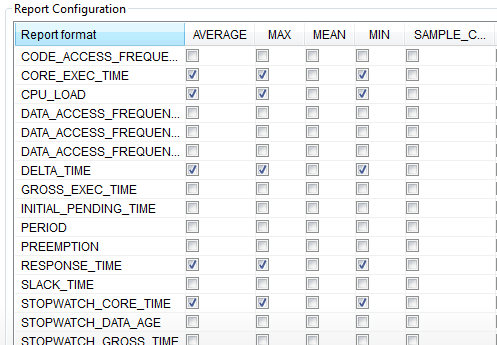 Report Configuration
Report format AVERAGE MAX MEAN MIN SAMPLE_C...
CODE_ACCESS_FREQUE...
CORE_EXEC_TIME
CPU_LOAD
DATA_ACCESS_FREQUEN...
DATA_ACCESS_FREQUEN...
DATA_ACCESS_FREQUEN...
DELTA_TIME
GROSS_EXEC_TIME
INITIAL_PENDING_TIME
PERIOD
PREEMPTION
RESPONSE_TIME
SLACK_TIME
STOPWATCH_CORE_TIME
STOPWATCH_DATA_AGE
STOPWATCH_GROSS_TIME